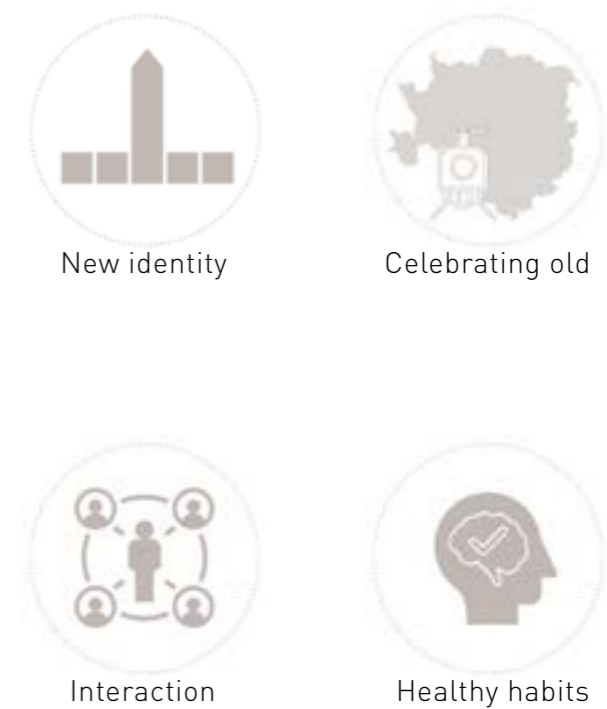 New identity
Celebrating old
Interaction
Healthy habits